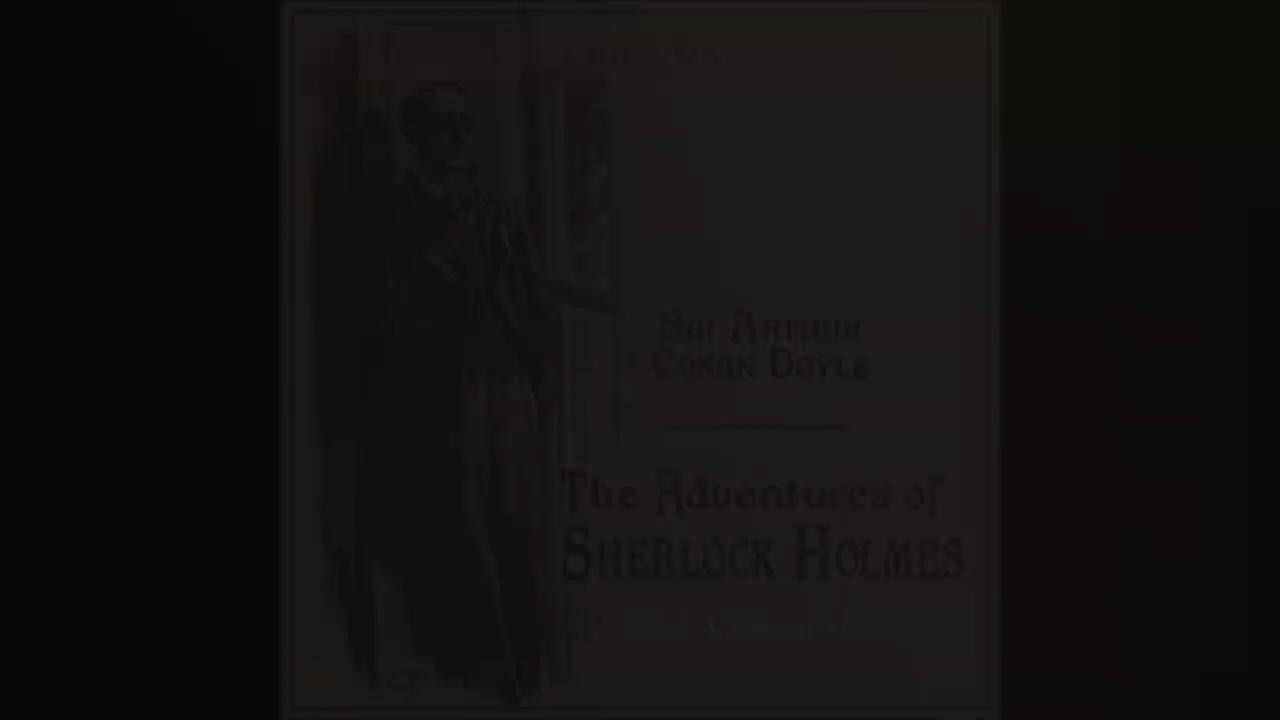 Sir Arthur
Conan Doyle
The Adventures of
Sherlock Holmes